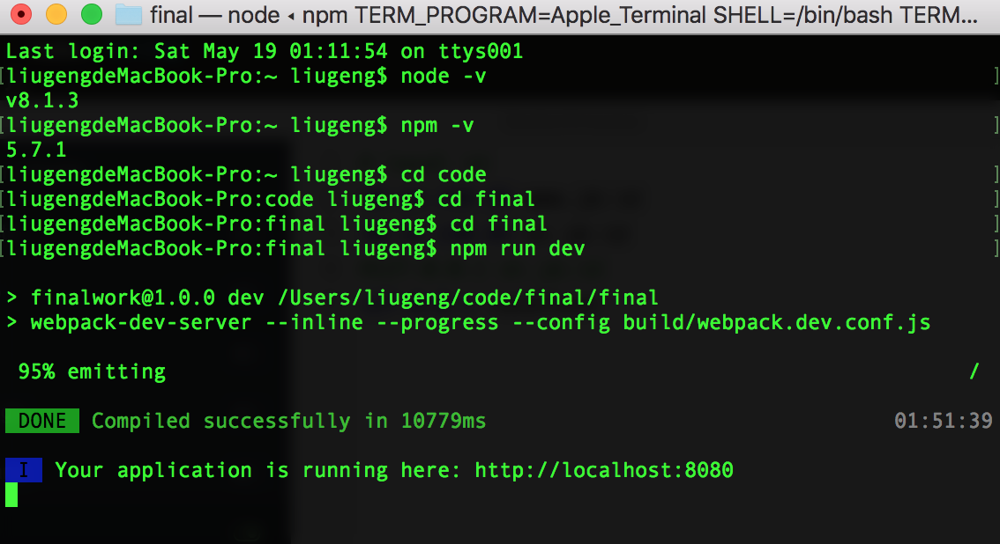 final — node ◂ npm TERM_PROGRAM=Apple_Terminal SHELL=/bin/bash TERM...
Last login: Sat May 19 01:11:54 on ttys001
[liugengdeMacBook-Pro:~ liugeng$ node -v ]
v8.1.3
[liugengdeMacBook-Pro:~ liugeng$ npm -v ]
5.7.1
[liugengdeMacBook-Pro:~ liugeng$ cd code ]
[liugengdeMacBook-Pro:code liugeng$ cd final ]
[liugengdeMacBook-Pro:final liugeng$ cd final ]
[liugengdeMacBook-Pro:final liugeng$ npm run dev ]
> finalwork@1.0.0 dev /Users/liugeng/code/final/final
> webpack-dev-server --inline --progress --config build/webpack.dev.conf.js
95% emitting /
DONE Compiled successfully in 10779ms 01:51:39
I Your application is running here: http://localhost:8080